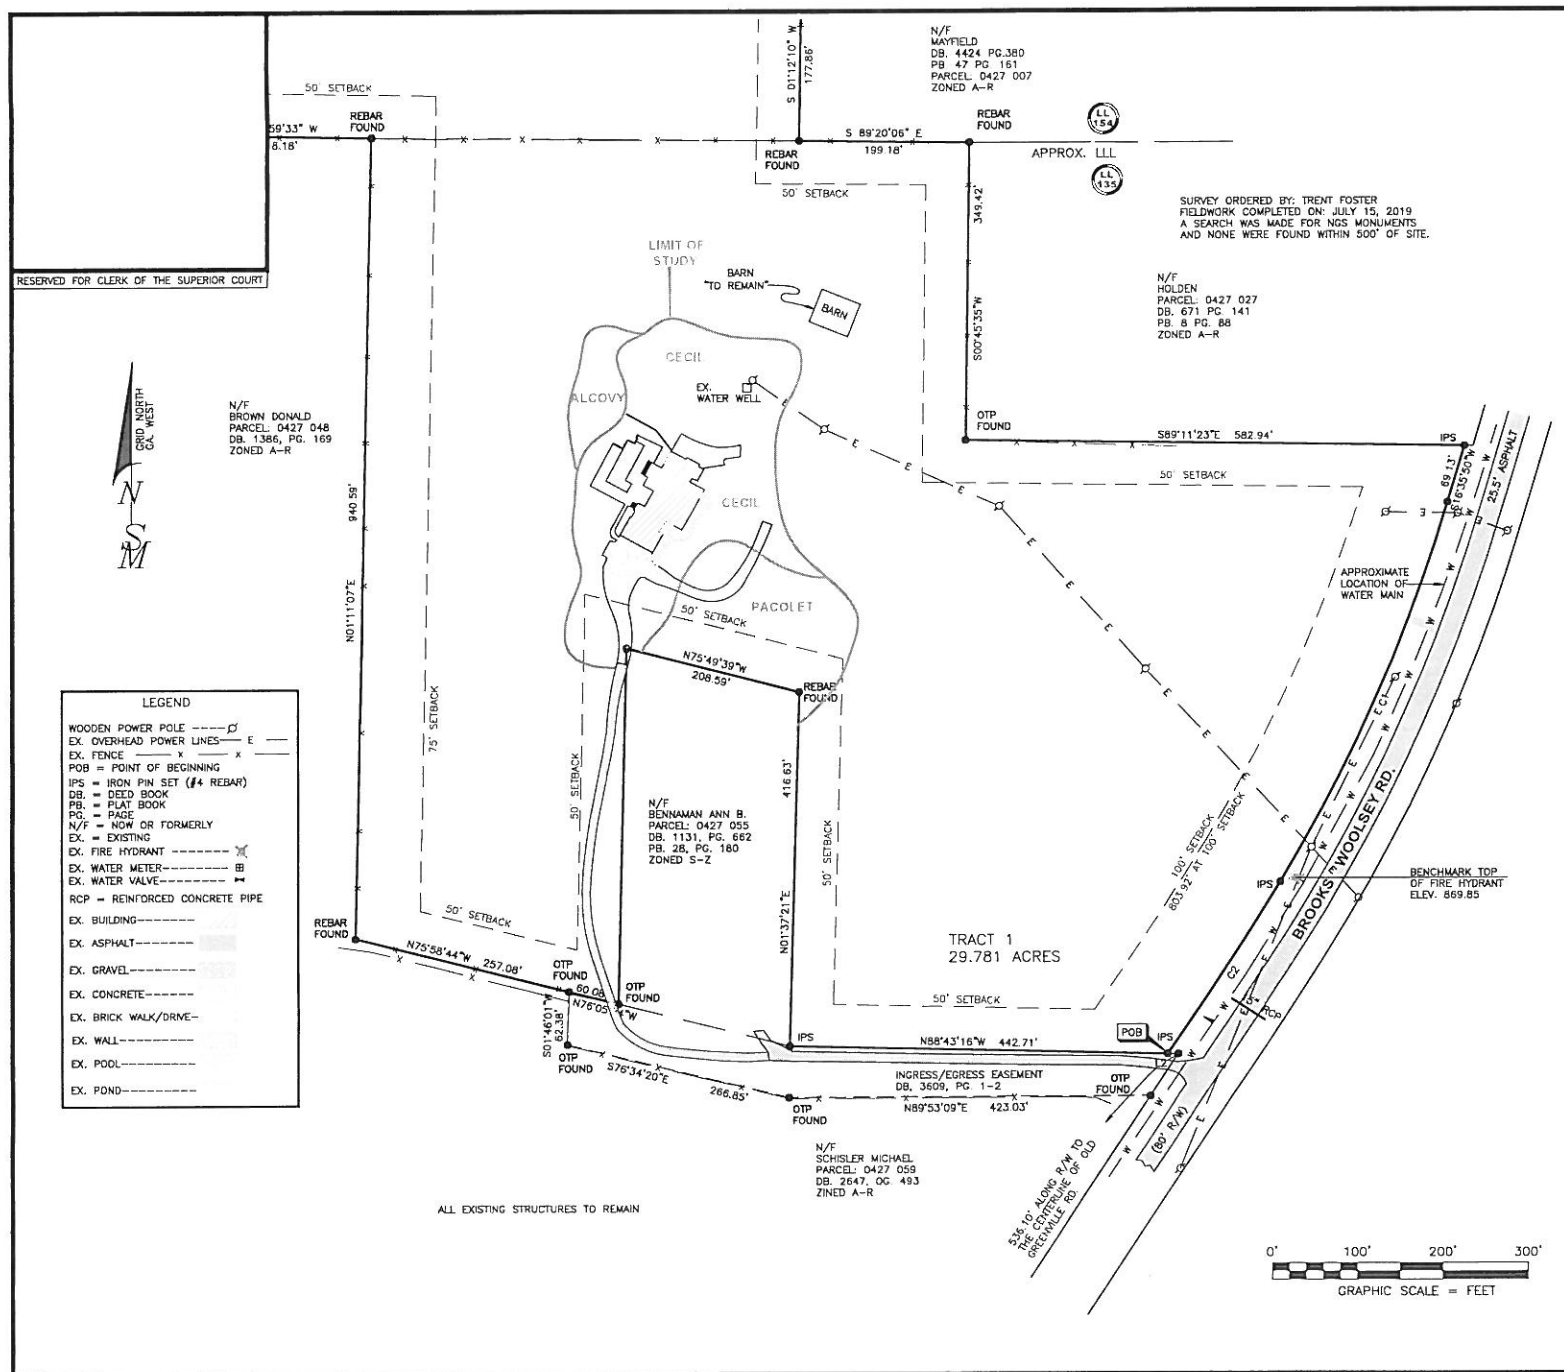 50' SETBACK
59'33" W
8.18'
REBAR
FOUND
S 01°12'10" W
177.86'
N/F
MAYFIELD
DB. 4424 PG.380
PB 47 PG 161
PARCEL: 0427 007
ZONED A-R
REBAR
FOUND
LL
154
S 89°20'06" E
199.18'
REBAR
FOUND
APPROX. LLL
LL
135
50' SETBACK
349.42'
S00°45'35"W
SURVEY ORDERED BY: TRENT FOSTER
FIELDWORK COMPLETED ON: JULY 15, 2019
A SEARCH WAS MADE FOR NGS MONUMENTS
AND NONE WERE FOUND WITHIN 500' OF SITE.
RESERVED FOR CLERK OF THE SUPERIOR COURT
LIMIT OF
STUDY
BARN
"TO REMAIN"
BARN
N/F
HOLDEN
PARCEL: 0427 027
DB. 671 PG. 141
PB. 8 PG. 88
ZONED A-R
GRID NORTH
GA. WEST
N
S
M
N/F
BROWN DONALD
PARCEL: 0427 048
DB. 1386, PG. 169
ZONED A-R
CECIL
ALCOVY
EX.
WATER WELL
E
E
E
E
OTP
FOUND
S89°11'23"E 582.94'
IPS
69.13'
S16°35'50"W
25.5' ASPHALT
50' SETBACK
CECIL
940.59'
N01°11'07"E
E
E
E
E
E
APPROXIMATE
LOCATION OF
WATER MAIN
PACOLET
50' SETBACK
N75°49'39"W
208.59'
REBAR
FOUND
75' SETBACK
50' SETBACK
416.63'
N01°37'21"E
50' SETBACK
C1
N/F
BENNAMAN ANN B.
PARCEL: 0427 055
DB. 1131, PG. 662
PB. 28, PG. 180
ZONED S-Z
100' SETBACK
803.92' AT 100' SETBACK
BROOKS WOOLSEY RD.
IPS
BENCHMARK TOP
OF FIRE HYDRANT
ELEV. 869.85
LEGEND
WOODEN POWER POLE
EX. OVERHEAD POWER LINES E
EX. FENCE x x
POB = POINT OF BEGINNING
IPS = IRON PIN SET (#4 REBAR)
DB. = DEED BOOK
PB. = PLAT BOOK
PG. = PAGE
N/F = NOW OR FORMERLY
EX. = EXISTING
EX. FIRE HYDRANT
EX. WATER METER
EX. WATER VALVE
RCP = REINFORCED CONCRETE PIPE
EX. BUILDING
EX. ASPHALT
EX. GRAVEL
EX. CONCRETE
EX. BRICK WALK/DRIVE
EX. WALL
EX. POOL
EX. POND
REBAR
FOUND
50' SETBACK
N75°58'44"W 257.08'
OTP
FOUND
60.08
N76°05' "W
OTP
FOUND
S01°46'01"W
62.38'
OTP
FOUND
S76°34'20"E
266.85'
TRACT 1
29.781 ACRES
50' SETBACK
C2
RCP
IPS
N88°43'16"W 442.71'
POB
IPS
L2
INGRESS/EGRESS EASEMENT
DB, 3609, PG 1-2
OTP
FOUND
N89°53'09"E 423.03'
OTP
FOUND
(80' R/W)
N/F
SCHISLER MICHAEL
PARCEL: 0427 059
DB. 2647, OG. 493
ZINED A-R
536.10' ALONG R/W TO
THE CENTERLINE OF OLD
GREENVILLE RD.
ALL EXISTING STRUCTURES TO REMAIN
0' 100' 200' 300'
GRAPHIC SCALE = FEET